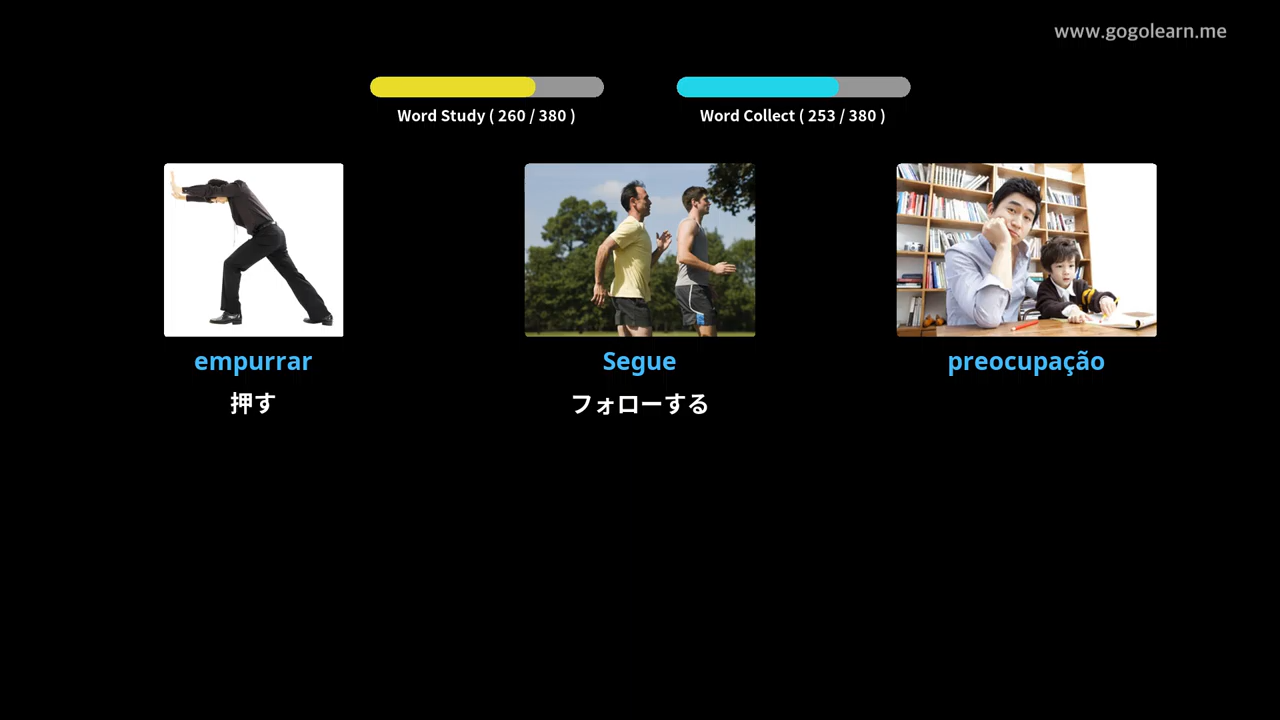 www.gogolearn.me
Word Study ( 260 / 380 )
Word Collect ( 253 / 380 )
empurrar
Segue
preocupação
押す
フォローする